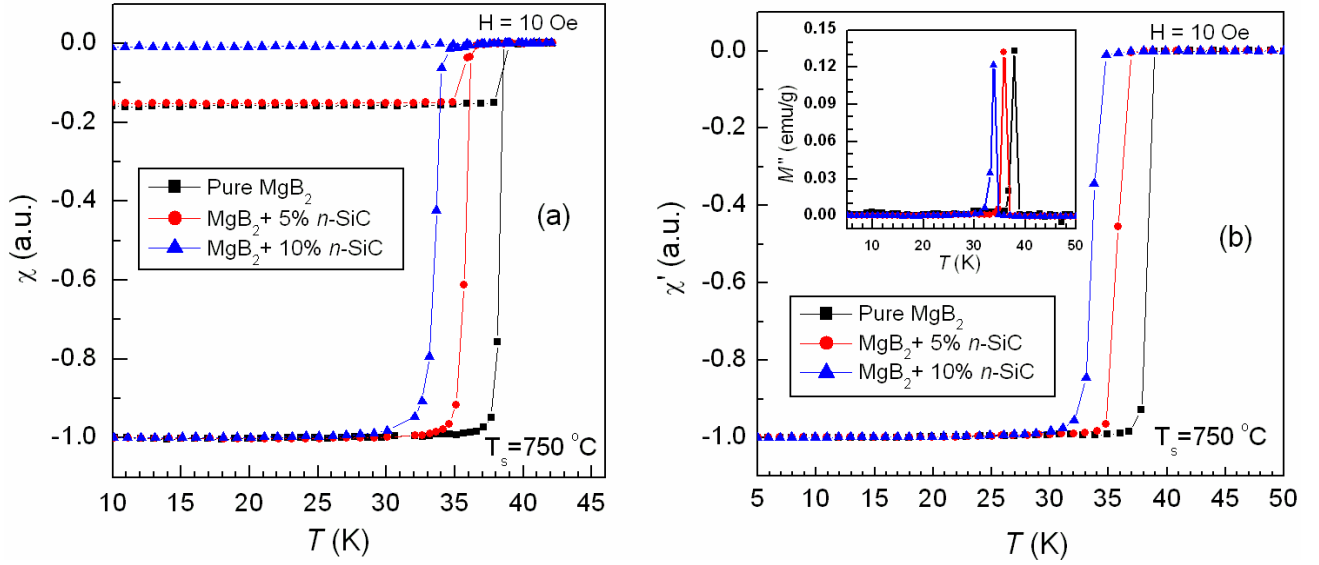 H = 10 Oe
0.0
-0.2
-0.4
-0.6
-0.8
-1.0
χ (a.u.)
Pure MgB₂
MgB₂+ 5% n-SiC
MgB₂+ 10% n-SiC
(a)
Tₛ=750 °C
10 15 20 25 30 35 40 45
T (K)
H = 10 Oe
0.0
-0.2
-0.4
-0.6
-0.8
-1.0
χ' (a.u.)
0.15
0.12
0.09
0.06
0.03
0.00
M" (emu/g)
10 20 30 40 50
T (K)
(b)
Pure MgB₂
MgB₂+ 5% n-SiC
MgB₂+ 10% n-SiC
Tₛ=750 °C
5 10 15 20 25 30 35 40 45 50
T (K)